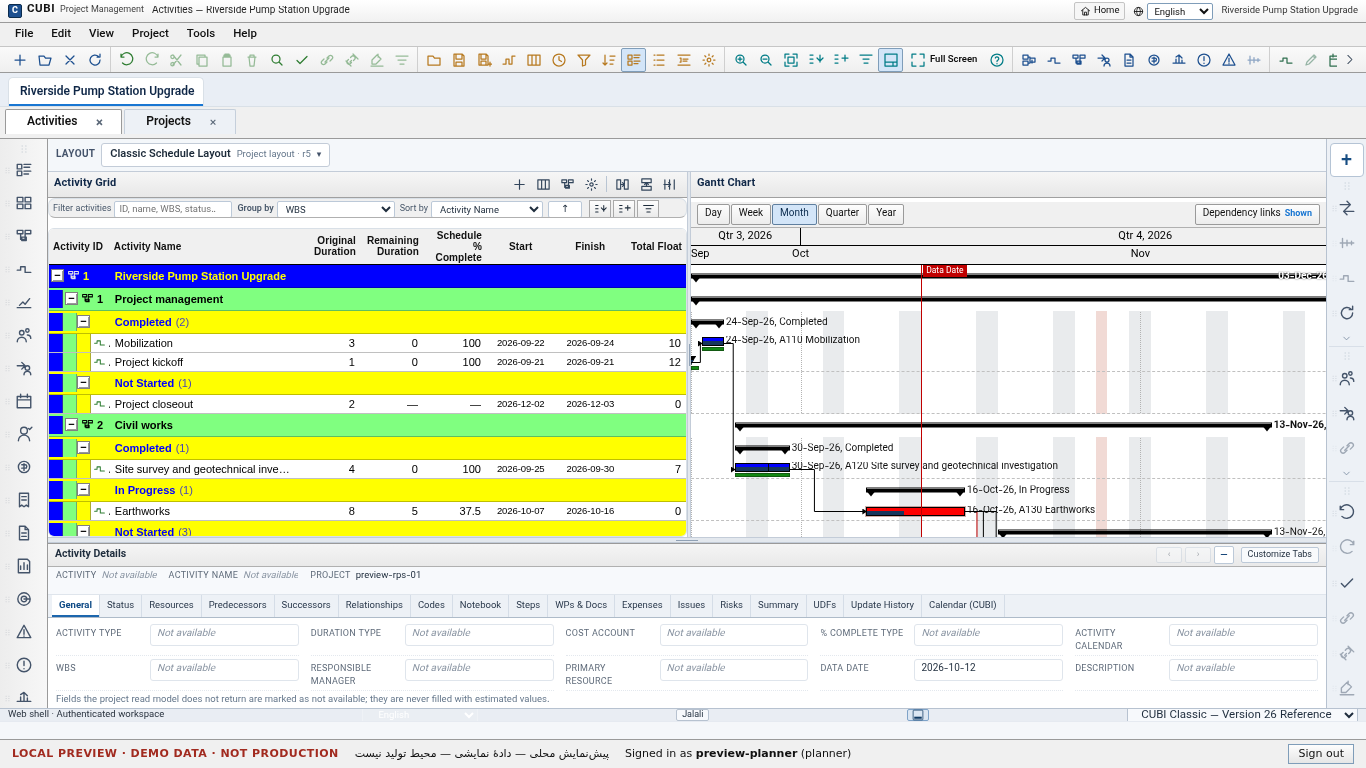 C CUBI Project Management Activities — Riverside Pump Station Upgrade Home English Riverside Pump Station Upgrade
File Edit View Project Tools Help
Full Screen
Riverside Pump Station Upgrade
Activities × Projects ×
LAYOUT Classic Schedule Layout Project layout · r5 ▾
Activity Grid
Filter activities ID, name, WBS, status.. Group by WBS Sort by Activity Name ↑
Activity ID Activity Name Original Duration Remaining Duration Schedule % Complete Start Finish Total Float
1 Riverside Pump Station Upgrade
1 Project management
Completed (2)
Mobilization 3 0 100 2026-09-22 2026-09-24 10
Project kickoff 1 0 100 2026-09-21 2026-09-21 12
Not Started (1)
Project closeout 2 — — 2026-12-02 2026-12-03 0
2 Civil works
Completed (1)
Site survey and geotechnical inve… 4 0 100 2026-09-25 2026-09-30 7
In Progress (1)
Earthworks 8 5 37.5 2026-10-07 2026-10-16 0
Not Started (3)
Gantt Chart
Day Week Month Quarter Year Dependency links Shown
Qtr 3, 2026 Qtr 4, 2026
Sep Oct Nov
Data Date 03-Dec-26
24-Sep-26, Completed
24-Sep-26, A110 Mobilization
13-Nov-26,
30-Sep-26, Completed
30-Sep-26, A120 Site survey and geotechnical investigation
16-Oct-26, In Progress
16-Oct-26, A130 Earthworks
13-Nov-26,
Activity Details ‹ › − Customize Tabs
ACTIVITY Not available ACTIVITY NAME Not available PROJECT preview-rps-01
General Status Resources Predecessors Successors Relationships Codes Notebook Steps WPs & Docs Expenses Issues Risks Summary UDFs Update History Calendar (CUBI)
ACTIVITY TYPE Not available DURATION TYPE Not available COST ACCOUNT Not available % COMPLETE TYPE Not available ACTIVITY CALENDAR Not available
WBS Not available RESPONSIBLE MANAGER Not available PRIMARY RESOURCE Not available DATA DATE 2026-10-12 DESCRIPTION Not available
Fields the project read model does not return are marked as not available; they are never filled with estimated values.
Web shell · Authenticated workspace English Jalali CUBI Classic — Version 26 Reference
LOCAL PREVIEW · DEMO DATA · NOT PRODUCTION پیش‌نمایش محلی — دادهٔ نمایشی — محیط تولید نیست Signed in as preview-planner (planner) Sign out